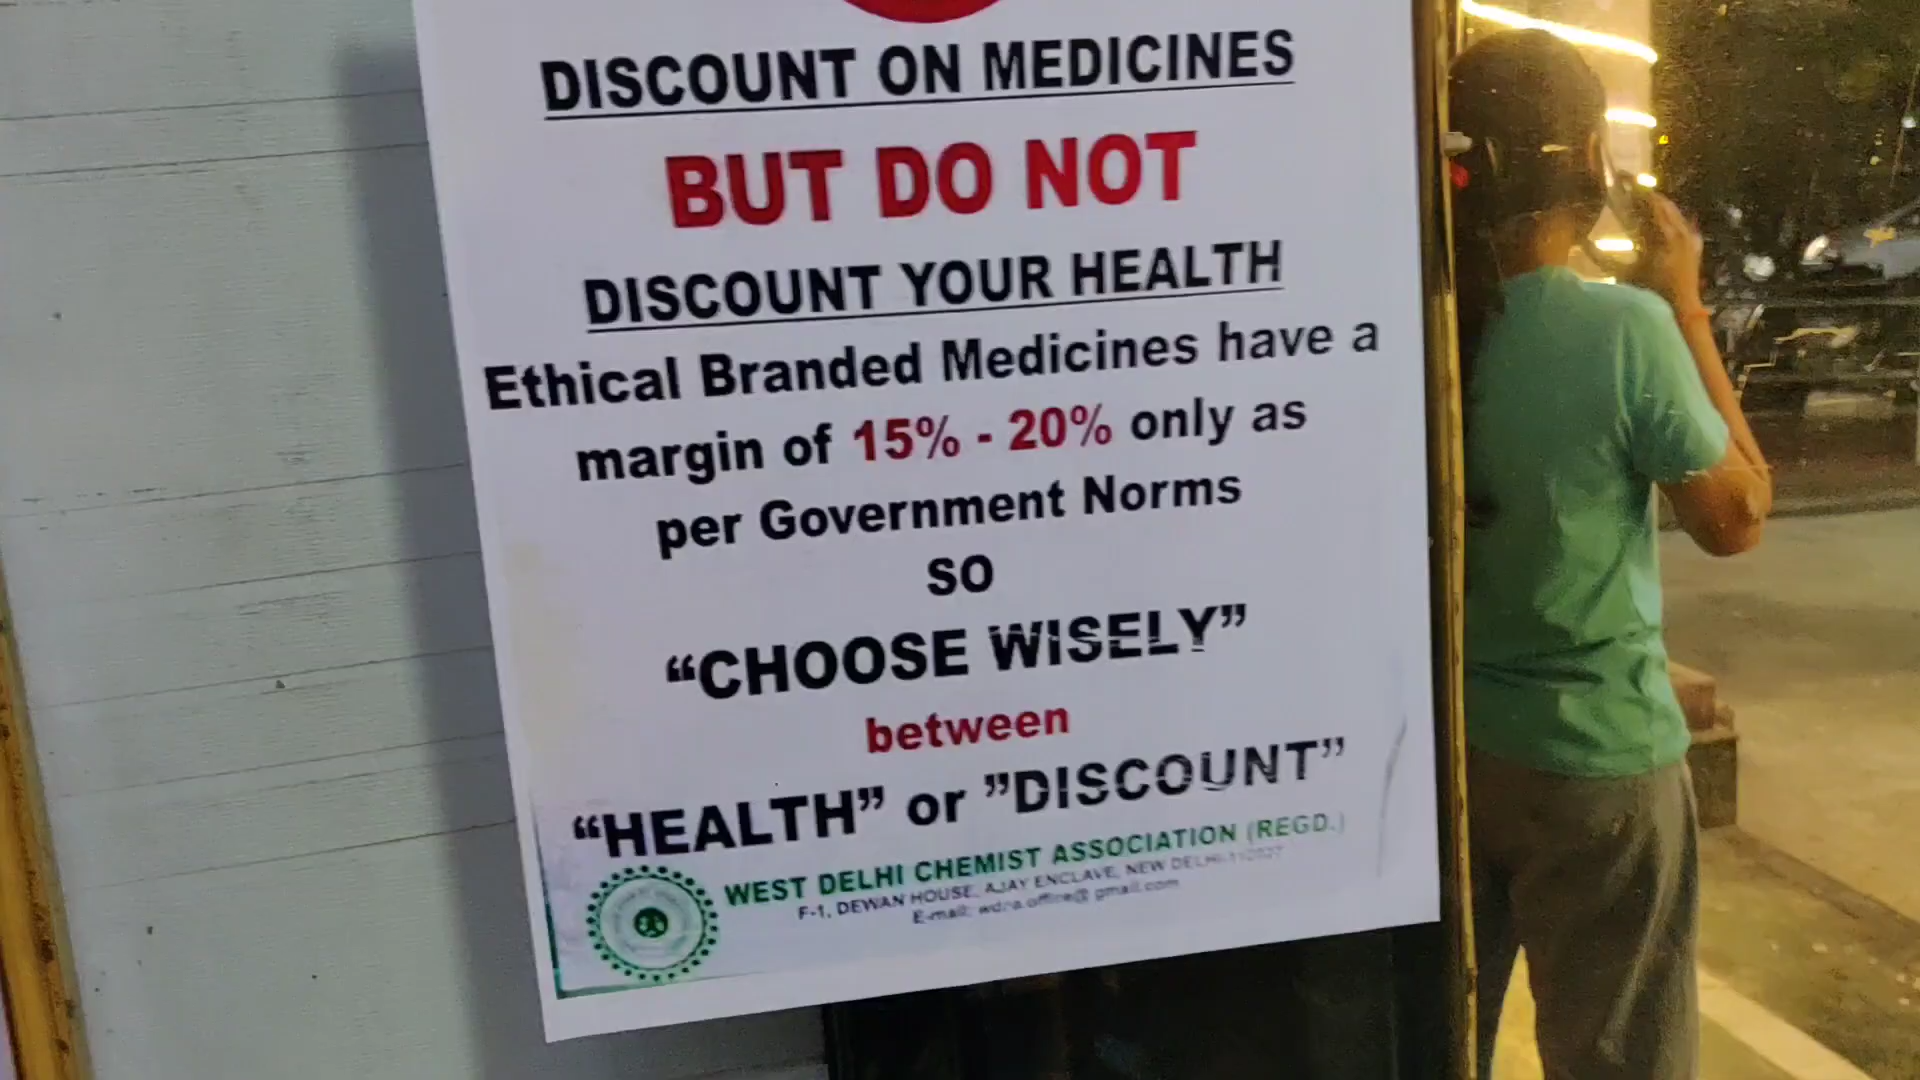 DISCOUNT ON MEDICINES
BUT DO NOT
DISCOUNT YOUR HEALTH
Ethical Branded Medicines have a
margin of 15% - 20% only as
per Government Norms
SO
“CHOOSE WISELY”
between
“HEALTH” or ”DISCOUNT”
WEST DELHI CHEMIST ASSOCIATION (REGD.)
F-1, DEWAN HOUSE, AJAY ENCLAVE, NEW DELHI
E-mail: wdca.office@ gmail.com